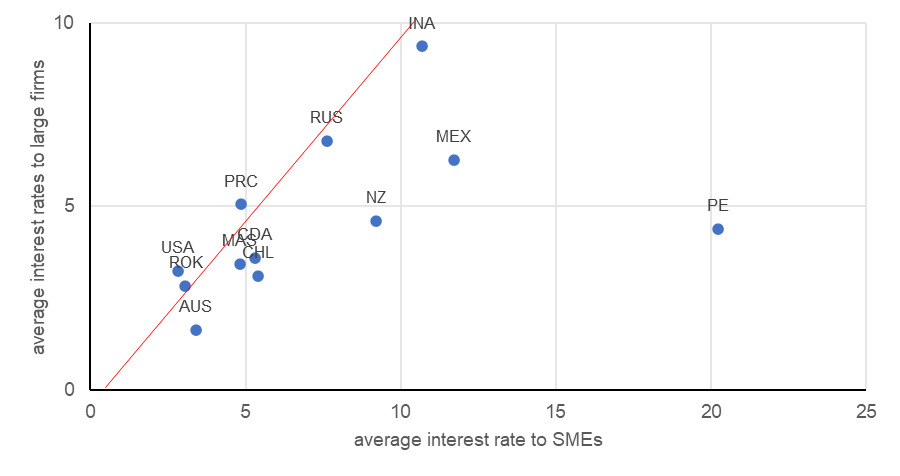 10
INA
RUS
MEX
PRC
NZ
PE
5
CDA
MAS
USA
CHL
ROK
AUS
0
0 5 10 15 20 25
average interest rates to large firms
average interest rate to SMEs